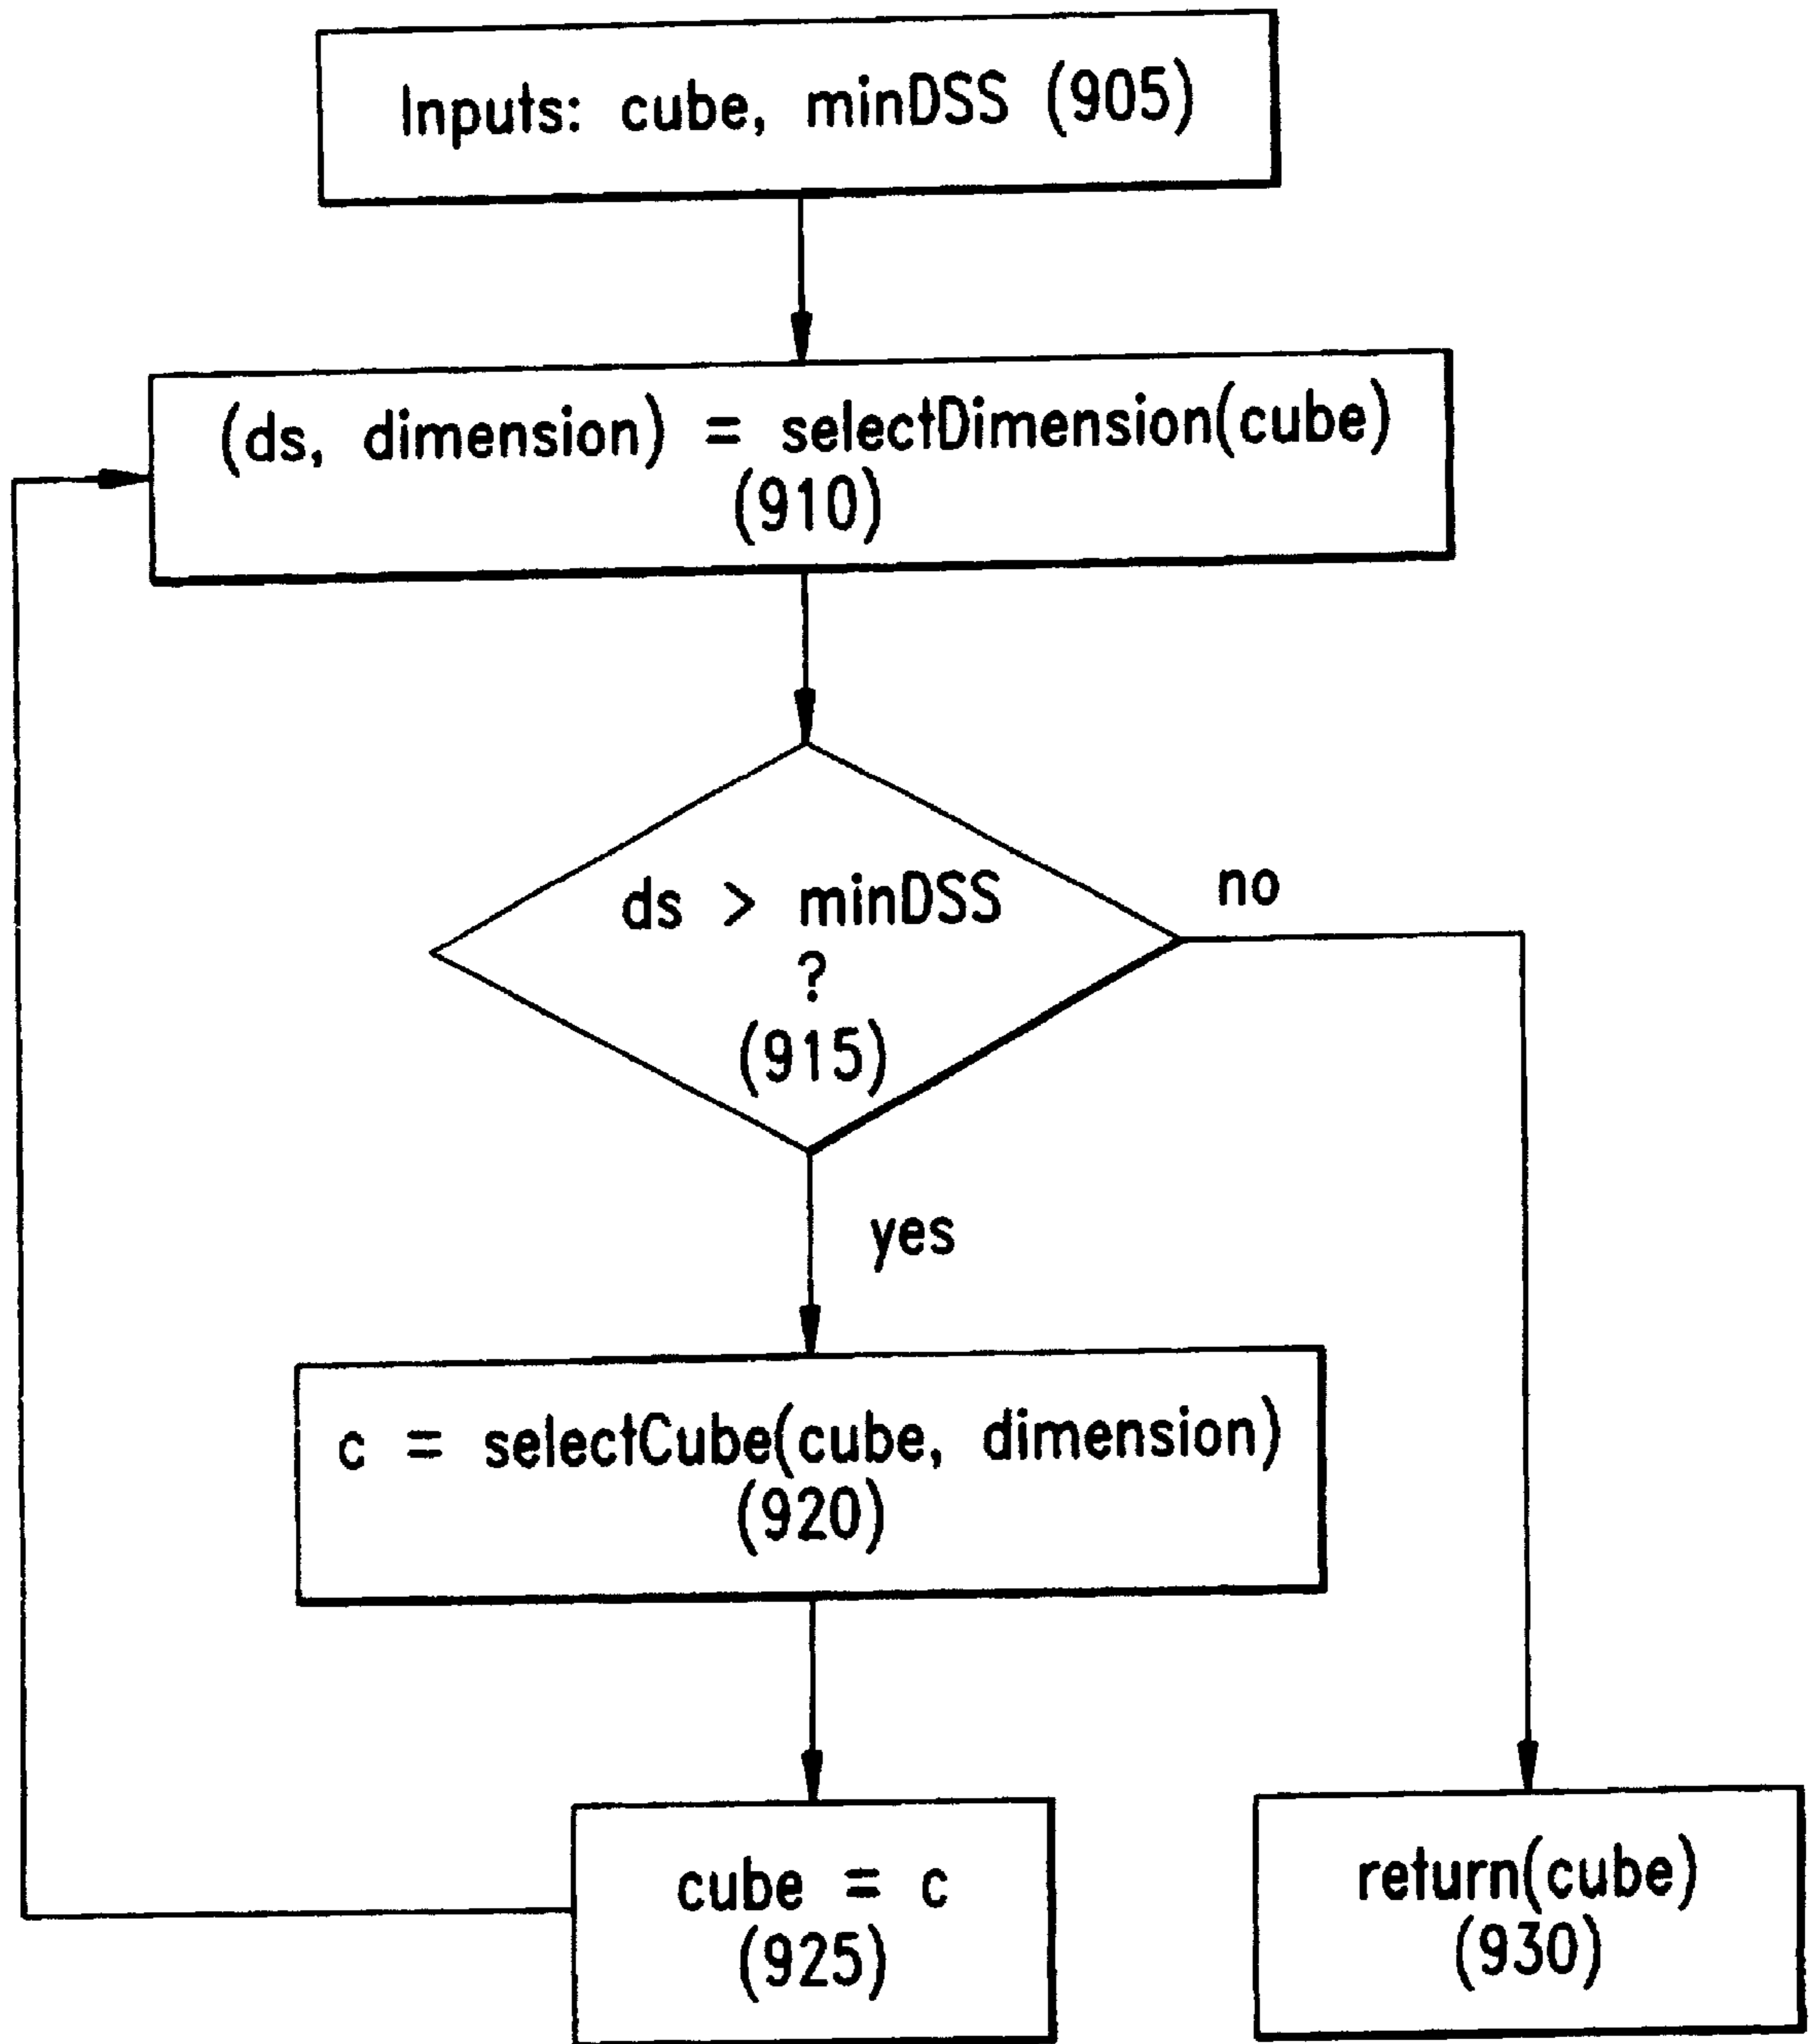 Inputs: cube, minDSS (905)
(ds, dimension) = selectDimension(cube)
(910)
ds > minDSS
?
(915)
no
yes
c = selectCube(cube, dimension)
(920)
cube = c
(925)
return(cube)
(930)